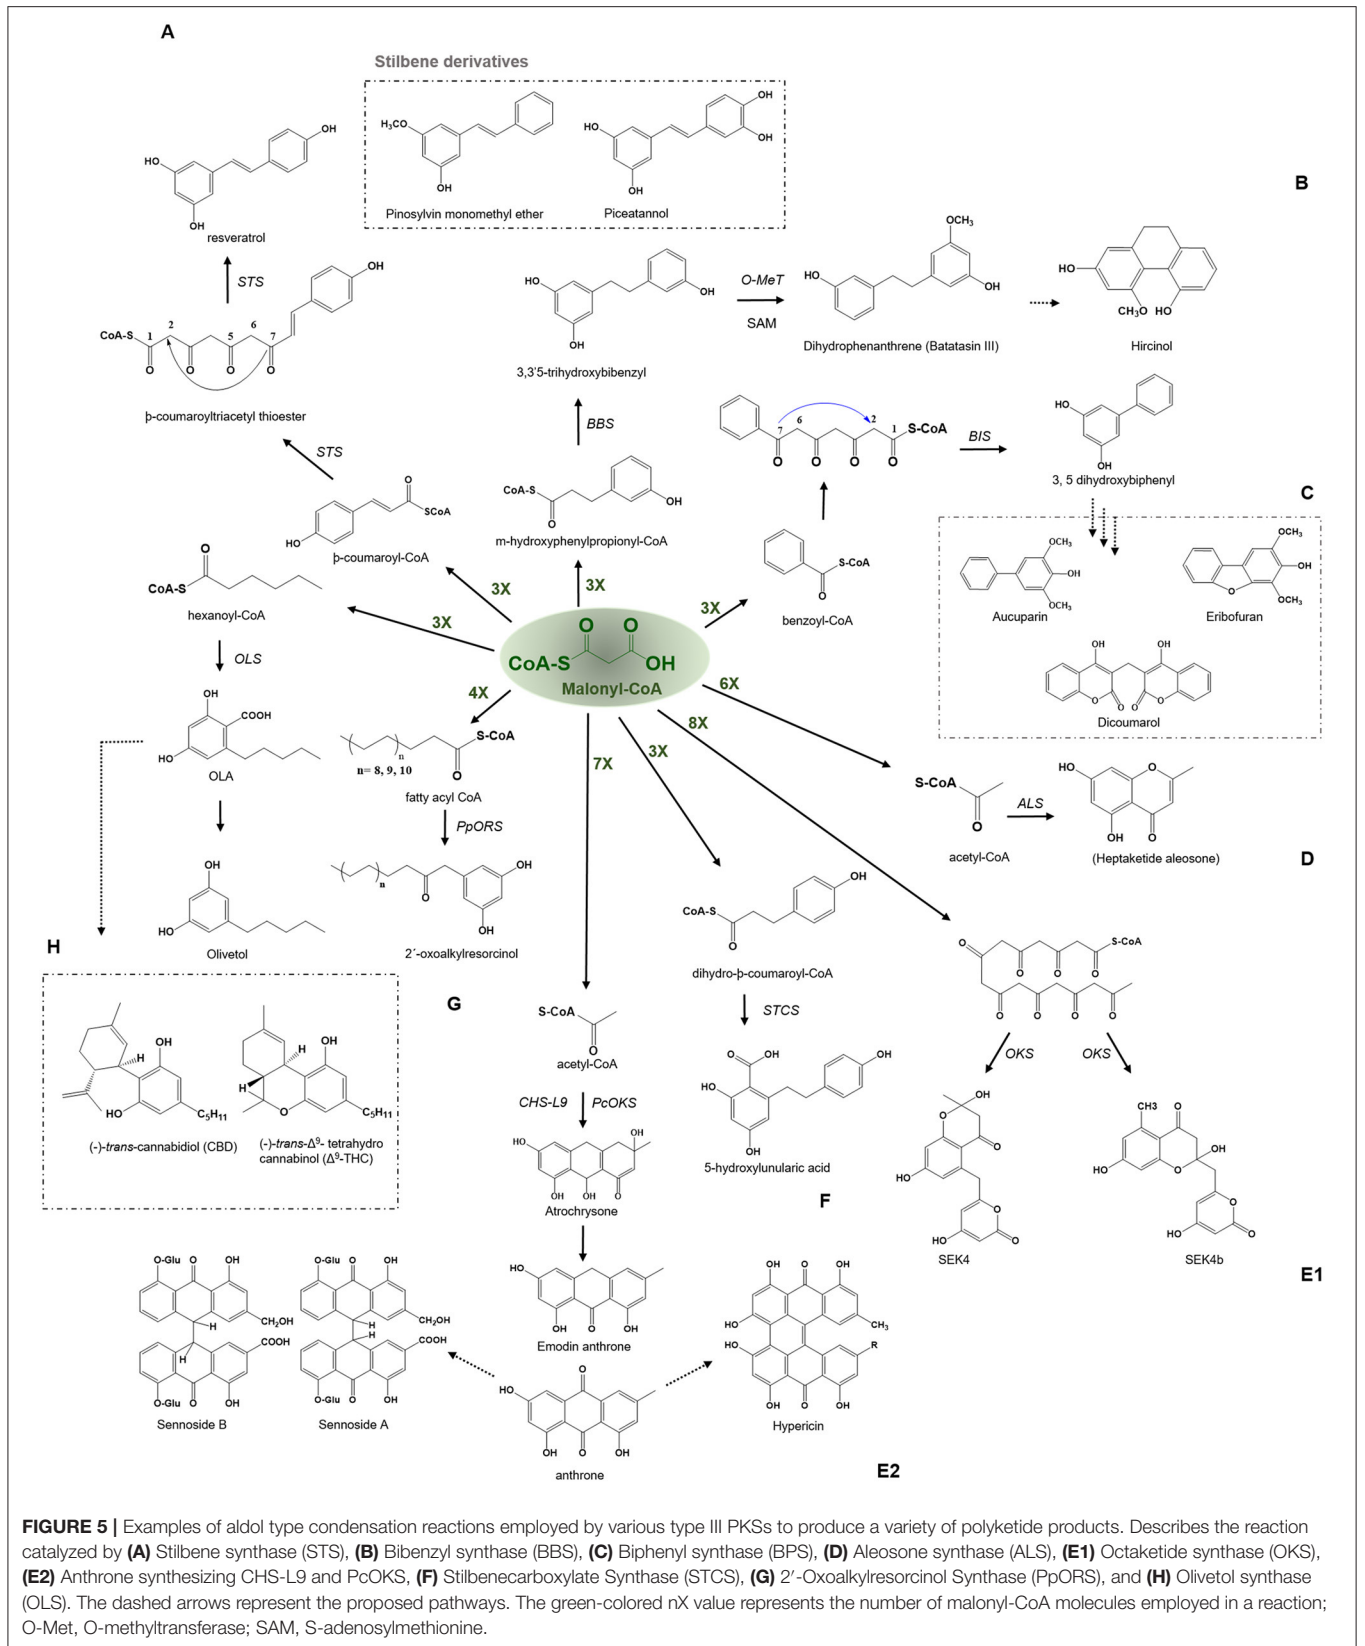 A
Stilbene derivatives
OH
HO
OH
resveratrol
H₃CO
OH
Pinosylvin monomethyl ether
HO
OH
OH
OH
Piceatannol
B
STS
OH
CoA-S
1
2
5
6
7
O
O
O
O
þ-coumaroyltriacetyl thioester
HO
OH
OH
3,3'5-trihydroxybibenzyl
O-MeT
SAM
OCH₃
HO
OH
Dihydrophenanthrene (Batatasin III)
HO
CH₃O HO
Hircinol
BBS
STS
7
6
2
1
S-CoA
O
O
O
O
BIS
HO
OH
3, 5 dihydroxybiphenyl
C
CoA-S
O
OH
m-hydroxyphenylpropionyl-CoA
O
SCoA
HO
þ-coumaroyl-CoA
O
CoA-S
hexanoyl-CoA
S-CoA
O
benzoyl-CoA
OCH₃
OH
OCH₃
Aucuparin
OCH₃
OH
OCH₃
O
Eribofuran
OH
OH
O
O
O
O
Dicoumarol
3X
3X
3X
3X
O
O
CoA-S
OH
Malonyl-CoA
4X
7X
3X
8X
6X
OLS
OH
COOH
HO
OLA
S-CoA
O
n
n= 8, 9, 10
fatty acyl CoA
PpORS
n
O
OH
OH
2´-oxoalkylresorcinol
OH
HO
Olivetol
S-CoA
O
acetyl-CoA
ALS
HO
O
OH
O
(Heptaketide aleosone)
D
H
OH
CoA-S
O
dihydro-þ-coumaroyl-CoA
STCS
O
OH
OH
HO
OH
5-hydroxylunularic acid
F
O
O
O
O
S-CoA
O
O
O
O
OKS
OKS
OH
O
O
HO
O
HO
O
SEK4
CH3
O
OH
HO
O
O
HO
O
SEK4b
E1
H
OH
HO
C₅H₁₁
(-)-trans-cannabidiol (CBD)
H
OH
H
O
C₅H₁₁
(-)-trans-Δ⁹- tetrahydro
cannabinol (Δ⁹-THC)
G
S-CoA
O
acetyl-CoA
CHS-L9
PcOKS
HO
OH
OH
OH
O
Atrochrysone
HO
OH
O
OH
Emodin anthrone
O
HO
OH
O
OH
anthrone
O-Glu O OH
CH₂OH
H
COOH
H
O-Glu O OH
Sennoside B
O-Glu O OH
CH₂OH
H
H
COOH
O-Glu O OH
Sennoside A
OH O OH
HO
CH₃
HO
R
OH O OH
Hypericin
E2
FIGURE 5 | Examples of aldol type condensation reactions employed by various type III PKSs to produce a variety of polyketide products. Describes the reaction
catalyzed by (A) Stilbene synthase (STS), (B) Bibenzyl synthase (BBS), (C) Biphenyl synthase (BPS), (D) Aleosone synthase (ALS), (E1) Octaketide synthase (OKS),
(E2) Anthrone synthesizing CHS-L9 and PcOKS, (F) Stilbenecarboxylate Synthase (STCS), (G) 2′-Oxoalkylresorcinol Synthase (PpORS), and (H) Olivetol synthase
(OLS). The dashed arrows represent the proposed pathways. The green-colored nX value represents the number of malonyl-CoA molecules employed in a reaction;
O-Met, O-methyltransferase; SAM, S-adenosylmethionine.